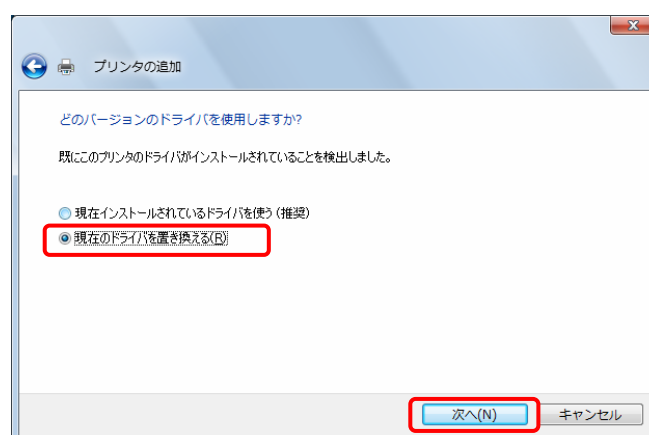 プリンタの追加
どのバージョンのドライバを使用しますか?
既にこのプリンタのドライバがインストールされていることを検出しました。
現在インストールされているドライバを使う(推奨)
現在のドライバを置き換える(R)
次へ(N)
キャンセル